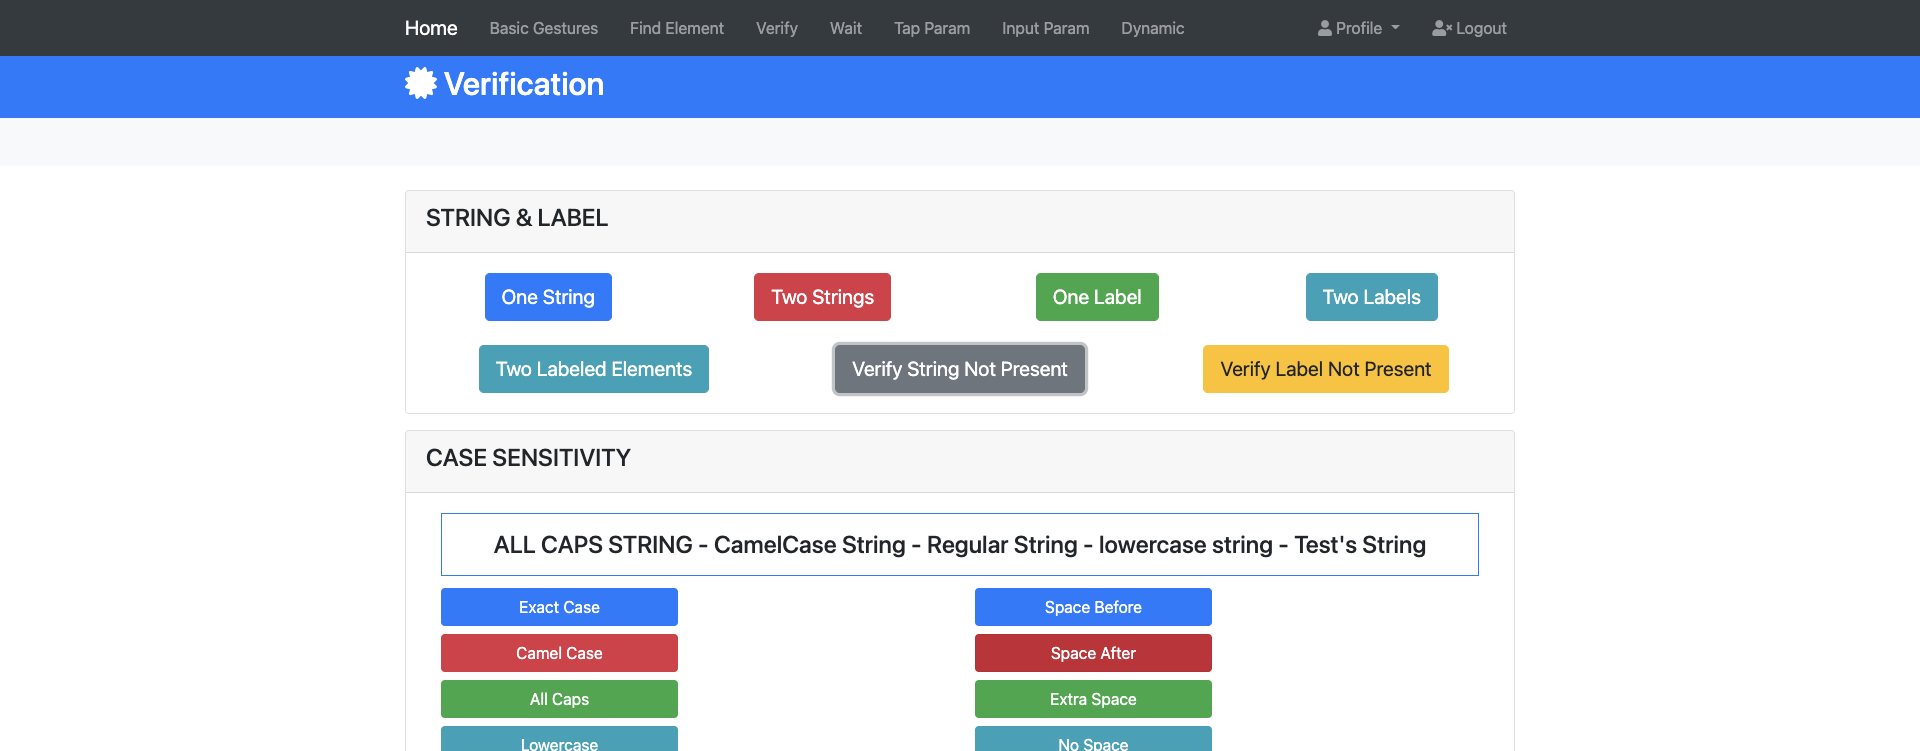 Home Basic Gestures Find Element Verify Wait Tap Param Input Param Dynamic Profile Logout
Verification
STRING & LABEL
One String Two Strings One Label Two Labels
Two Labeled Elements Verify String Not Present Verify Label Not Present
CASE SENSITIVITY
ALL CAPS STRING - CamelCase String - Regular String - lowercase string - Test's String
Exact Case Space Before
Camel Case Space After
All Caps Extra Space
Lowercase No Space